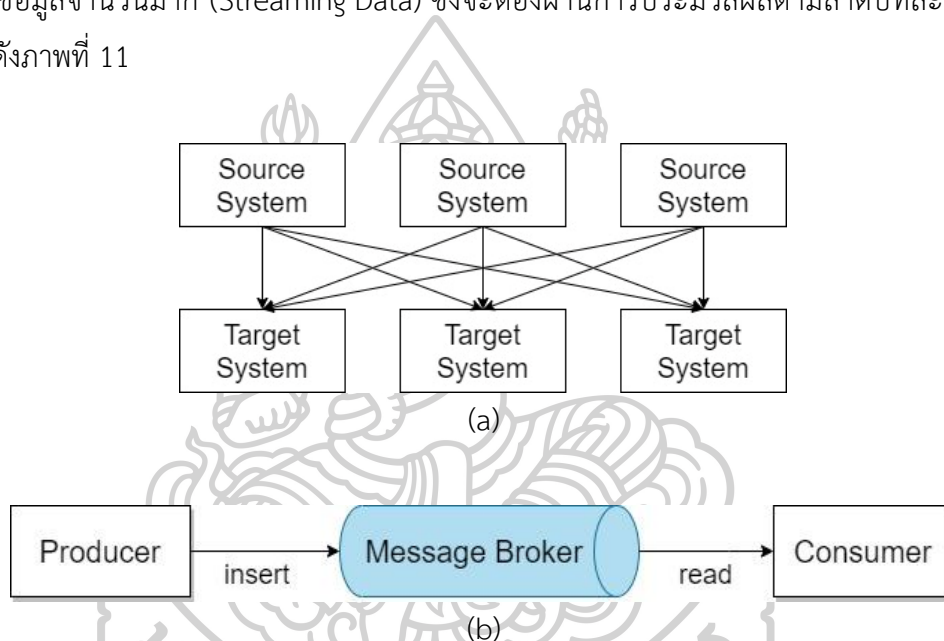 ข้อมูลจำนวนมาก (Streaming Data) ซึ่งจะต้องผ่านการประมวลผลตามลำดับ
ดังภาพที่ 11
Source
System
Source
System
Source
System
Target
System
Target
System
Target
System
(a)
Producer
insert
Message Broker
read
Consumer
(b)